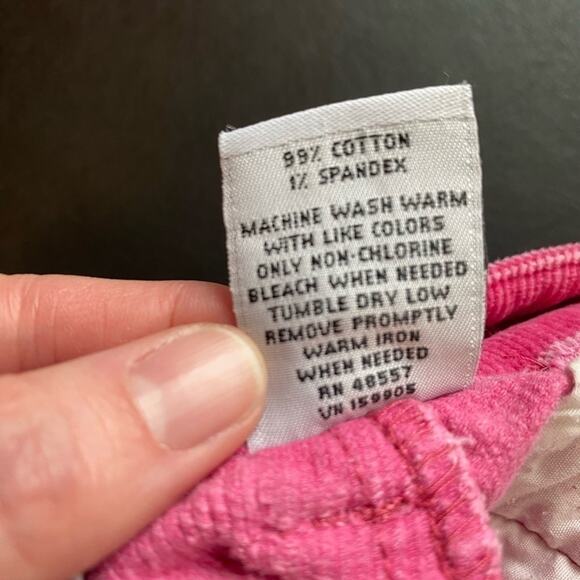 99% COTTON
1% SPANDEX
MACHINE WASH WARM
WITH LIKE COLORS
ONLY NON-CHLORINE
BLEACH WHEN NEEDED
TUMBLE DRY LOW
REMOVE PROMPTLY
WARM IRON
WHEN NEEDED
RN 48557
VN 159905